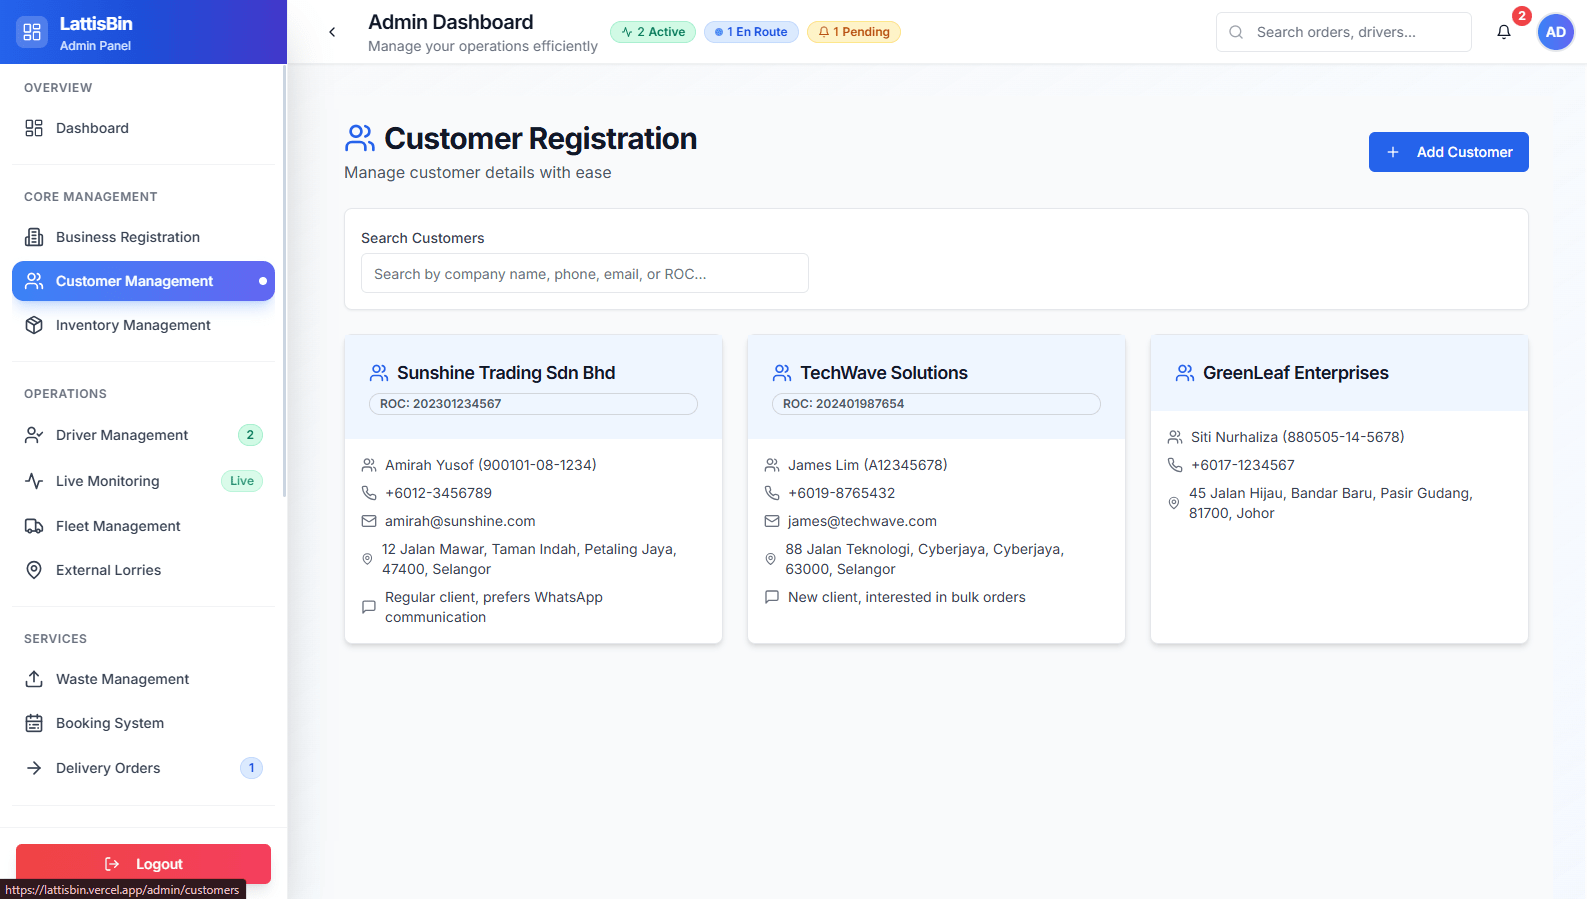 LattisBin
Admin Panel
OVERVIEW
Dashboard
CORE MANAGEMENT
Business Registration
Customer Management
Inventory Management
OPERATIONS
Driver Management 2
Live Monitoring Live
Fleet Management
External Lorries
SERVICES
Waste Management
Booking System
Delivery Orders 1
Logout
https://lattisbin.vercel.app/admin/customers
Admin Dashboard
Manage your operations efficiently
2 Active
1 En Route
1 Pending
Search orders, drivers...
2
AD
Customer Registration
Manage customer details with ease
Add Customer
Search Customers
Search by company name, phone, email, or ROC...
Sunshine Trading Sdn Bhd
ROC: 202301234567
Amirah Yusof (900101-08-1234)
+6012-3456789
amirah@sunshine.com
12 Jalan Mawar, Taman Indah, Petaling Jaya,
47400, Selangor
Regular client, prefers WhatsApp
communication
TechWave Solutions
ROC: 202401987654
James Lim (A12345678)
+6019-8765432
james@techwave.com
88 Jalan Teknologi, Cyberjaya, Cyberjaya,
63000, Selangor
New client, interested in bulk orders
GreenLeaf Enterprises
Siti Nurhaliza (880505-14-5678)
+6017-1234567
45 Jalan Hijau, Bandar Baru, Pasir Gudang,
81700, Johor